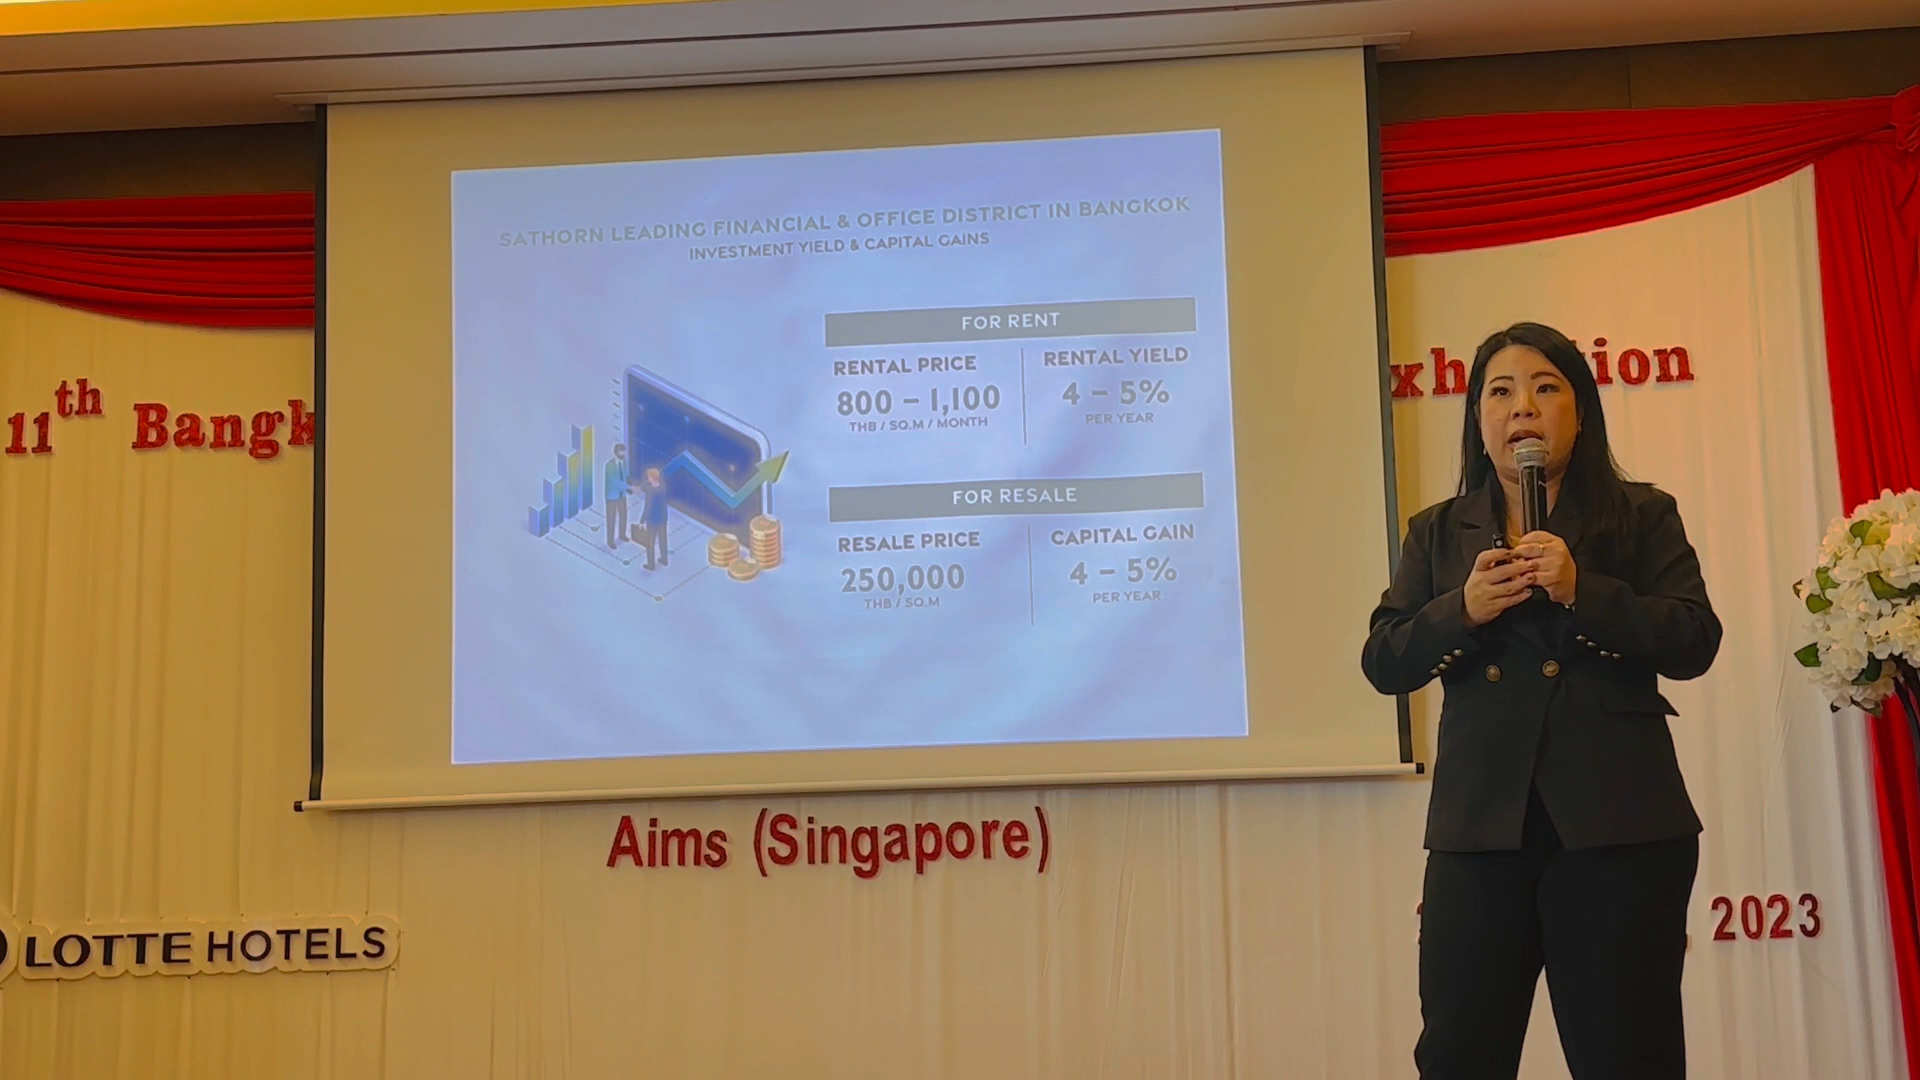 SATHORN LEADING FINANCIAL & OFFICE DISTRICT IN BANGKOK
INVESTMENT YIELD & CAPITAL GAINS
FOR RENT
RENTAL PRICE
800 – 1,100
THB / SQ.M / MONTH
RENTAL YIELD
4 – 5%
PER YEAR
FOR RESALE
RESALE PRICE
250,000
THB / SQ.M
CAPITAL GAIN
4 – 5%
PER YEAR
11th Bangk
xh tion
Aims (Singapore)
2023
LOTTE HOTELS